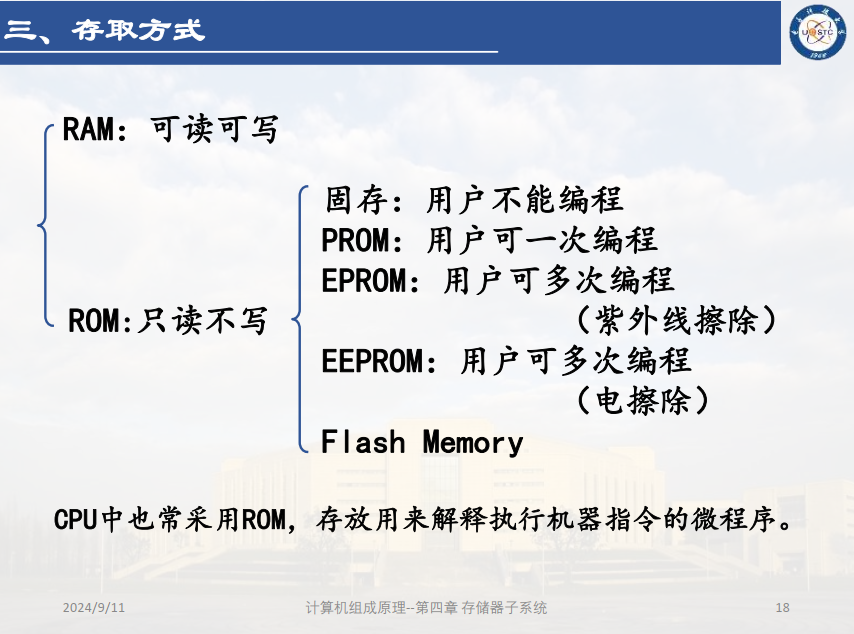 三、存取方式
UESTC
1956
RAM：可读可写
固存：用户不能编程
PROM：用户可一次编程
EPROM：用户可多次编程
ROM:只读不写
（紫外线擦除）
EEPROM：用户可多次编程
（电擦除）
Flash Memory
CPU中也常采用ROM，存放用来解释执行机器指令的微程序。
2024/9/11
计算机组成原理--第四章 存储器子系统
18